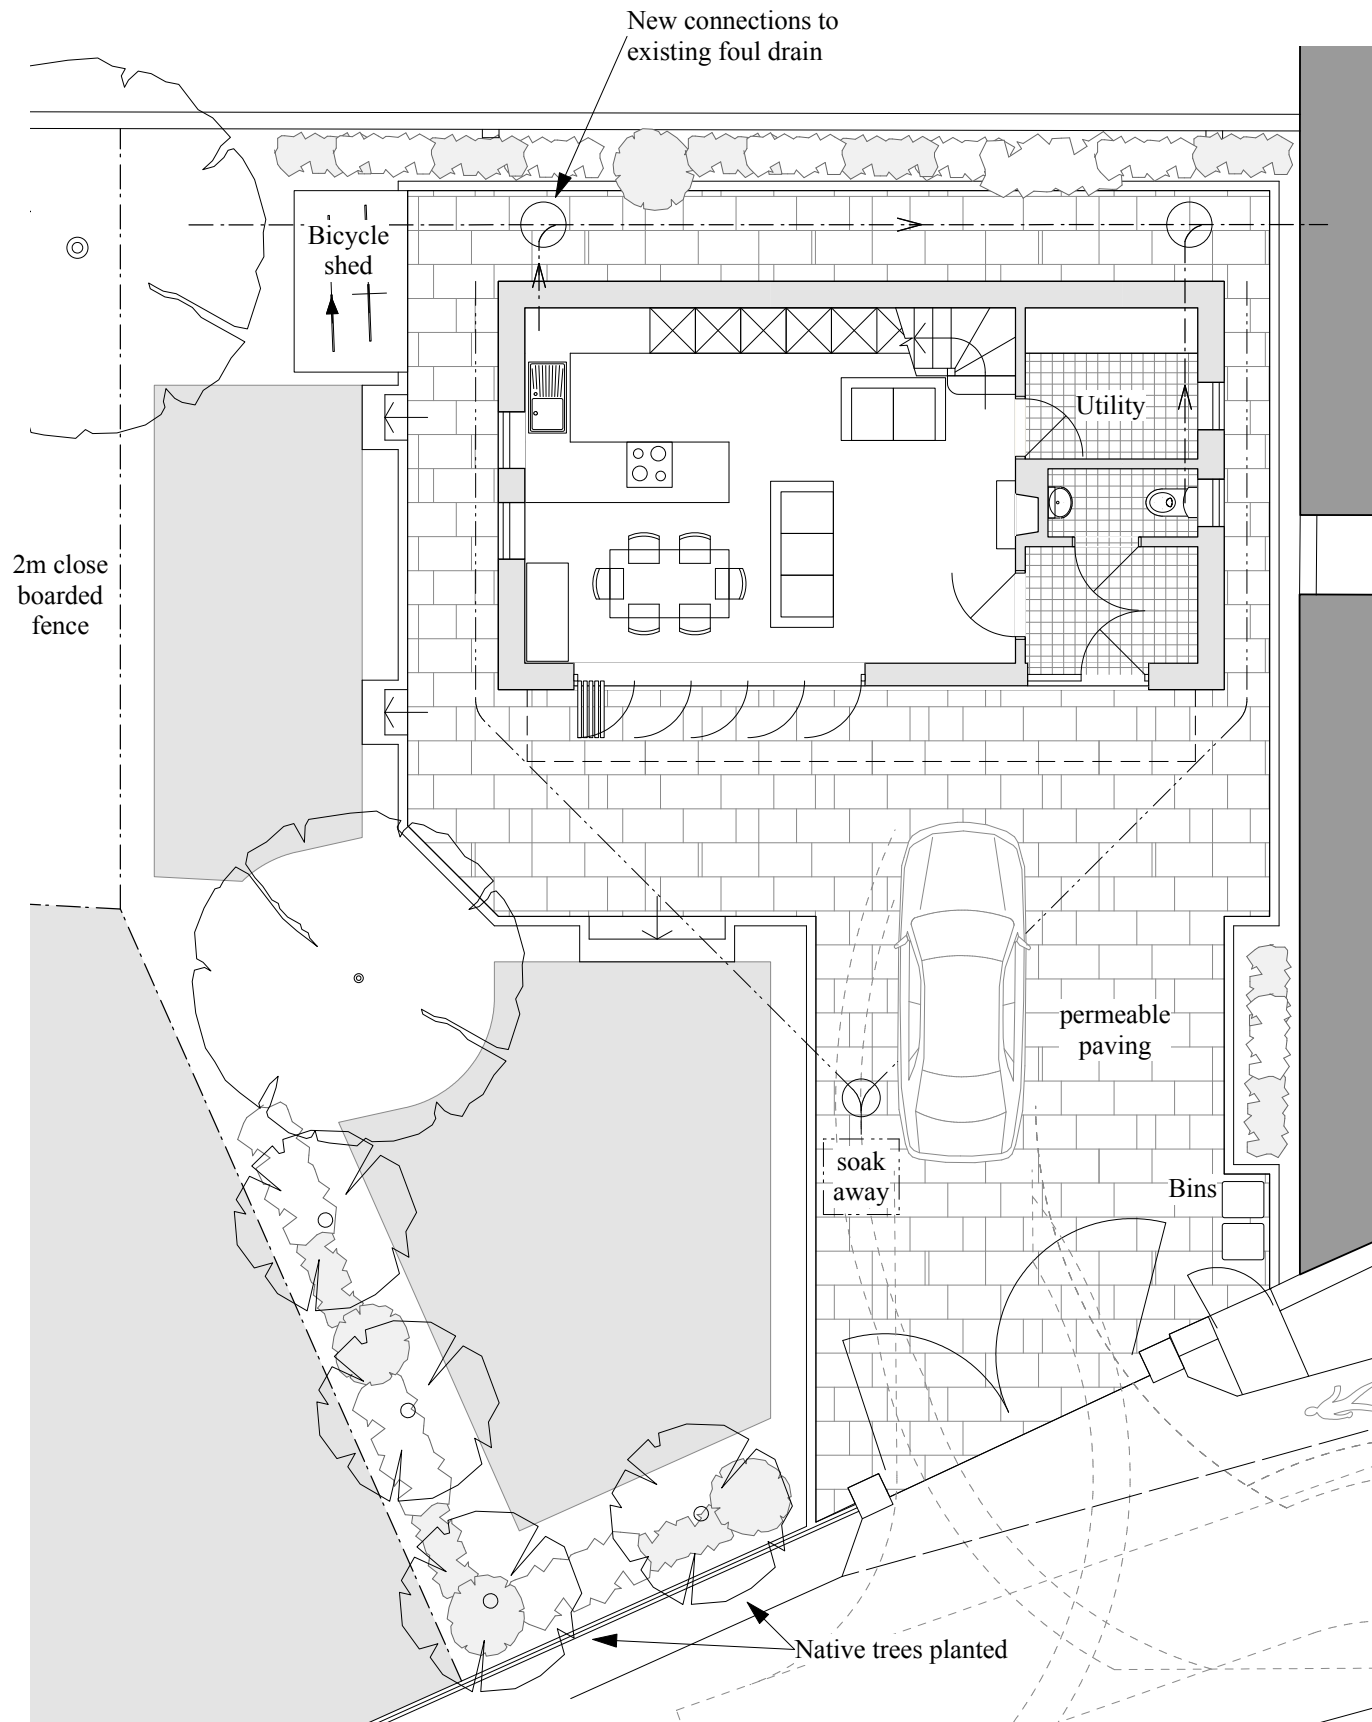 New connections to
existing foul drain
Bicycle
shed
Utility
2m close
boarded
fence
permeable
paving
soak
away
Bins
Native trees planted